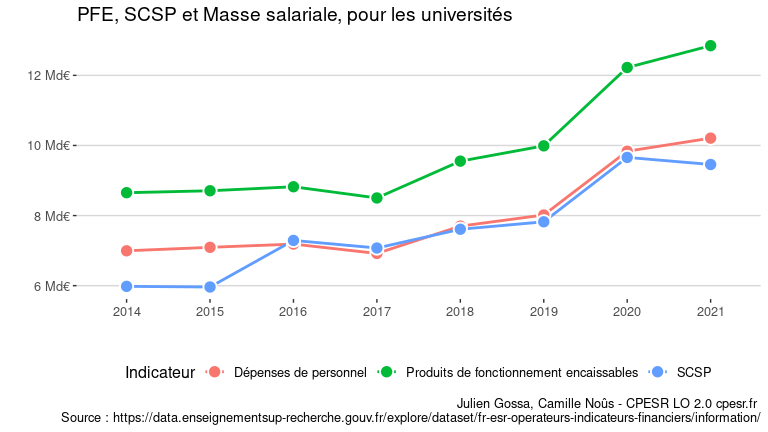 PFE, SCSP et Masse salariale, pour les universités
12 Md€
10 Md€
8 Md€
6 Md€
2014 2015 2016 2017 2018 2019 2020 2021
Indicateur Dépenses de personnel Produits de fonctionnement encaissables SCSP
Julien Gossa, Camille Noûs - CPESR LO 2.0 cpesr.fr
Source : https://data.enseignementsup-recherche.gouv.fr/explore/dataset/fr-esr-operateurs-indicateurs-financiers/information/